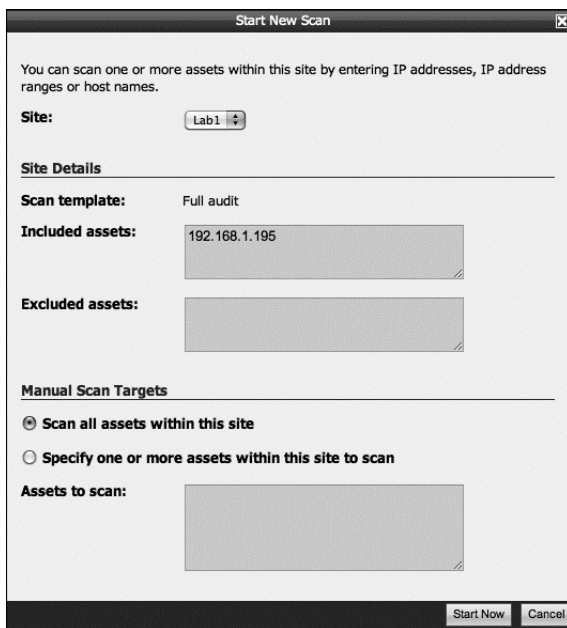 Start New Scan
You can scan one or more assets within this site by entering IP addresses, IP address
ranges or host names.
Site: Lab1
Site Details
Scan template: Full audit
Included assets: 192.168.1.195
Excluded assets:
Manual Scan Targets
Scan all assets within this site
Specify one or more assets within this site to scan
Assets to scan:
Start Now Cancel